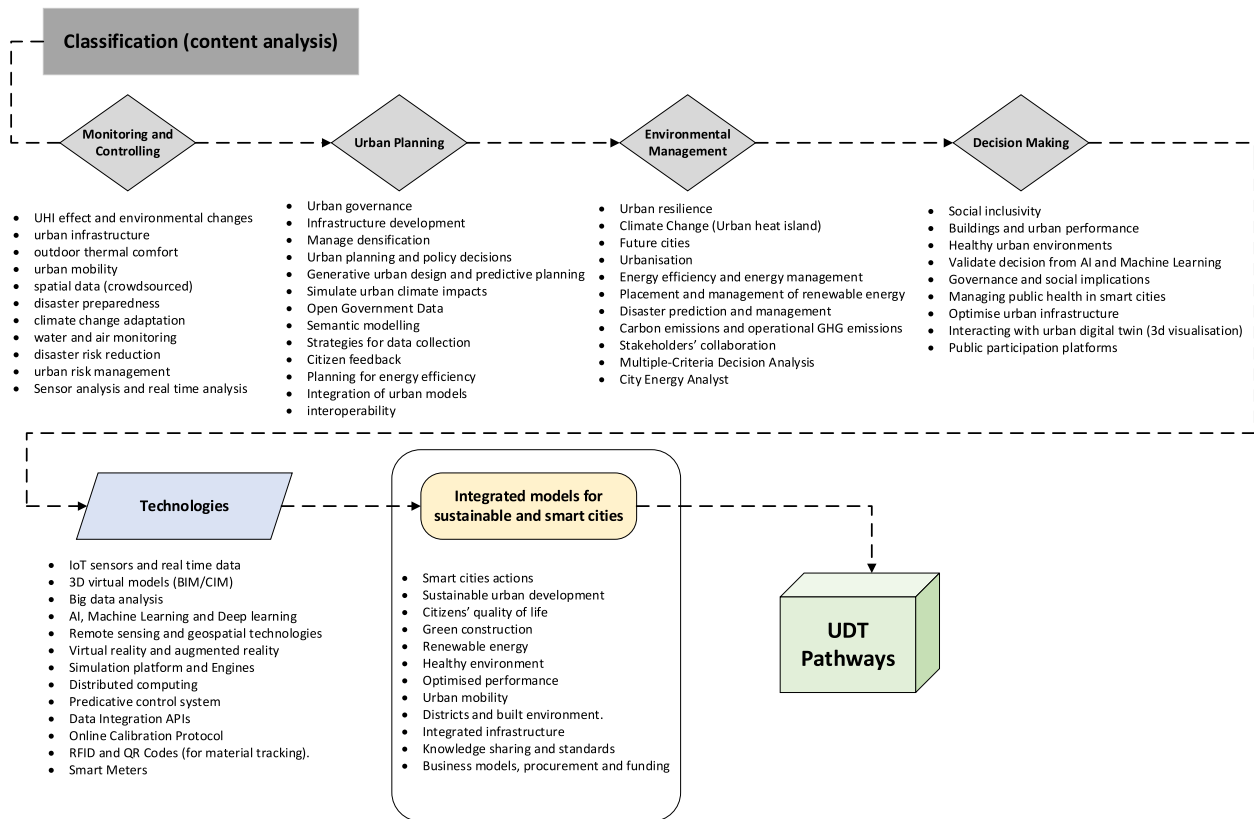 Classification (content analysis)
Monitoring and
Controlling
Urban Planning
Environmental
Management
Decision Making
• UHI effect and environmental changes
• urban infrastructure
• outdoor thermal comfort
• urban mobility
• spatial data (crowdsourced)
• disaster preparedness
• climate change adaptation
• water and air monitoring
• disaster risk reduction
• urban risk management
• Sensor analysis and real time analysis
• Urban governance
• Infrastructure development
• Manage densification
• Urban planning and policy decisions
• Generative urban design and predictive planning
• Simulate urban climate impacts
• Open Government Data
• Semantic modelling
• Strategies for data collection
• Citizen feedback
• Planning for energy efficiency
• Integration of urban models
• interoperability
• Urban resilience
• Climate Change (Urban heat island)
• Future cities
• Urbanisation
• Energy efficiency and energy management
• Placement and management of renewable energy
• Disaster prediction and management
• Carbon emissions and operational GHG emissions
• Stakeholders’ collaboration
• Multiple-Criteria Decision Analysis
• City Energy Analyst
• Social inclusivity
• Buildings and urban performance
• Healthy urban environments
• Validate decision from AI and Machine Learning
• Governance and social implications
• Managing public health in smart cities
• Optimise urban infrastructure
• Interacting with urban digital twin (3d visualisation)
• Public participation platforms
Technologies
• IoT sensors and real time data
• 3D virtual models (BIM/CIM)
• Big data analysis
• AI, Machine Learning and Deep learning
• Remote sensing and geospatial technologies
• Virtual reality and augmented reality
• Simulation platform and Engines
• Distributed computing
• Predicative control system
• Data Integration APIs
• Online Calibration Protocol
• RFID and QR Codes (for material tracking).
• Smart Meters
Integrated models for
sustainable and smart cities
• Smart cities actions
• Sustainable urban development
• Citizens’ quality of life
• Green construction
• Renewable energy
• Healthy environment
• Optimised performance
• Urban mobility
• Districts and built environment.
• Integrated infrastructure
• Knowledge sharing and standards
• Business models, procurement and funding
UDT
Pathways